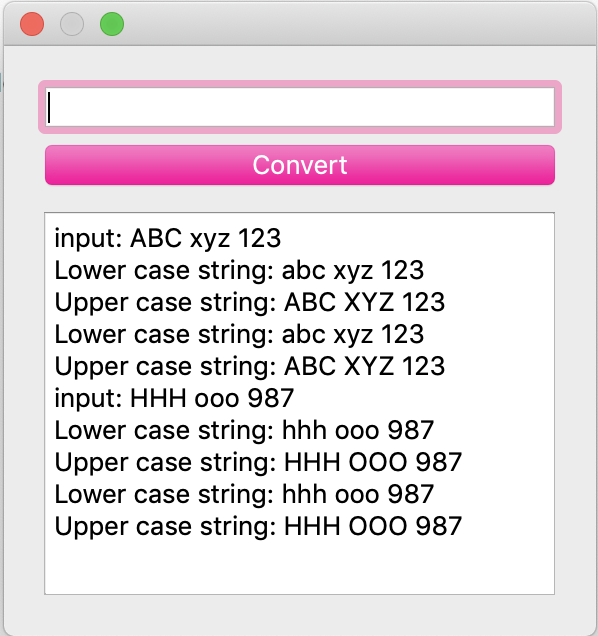 Convert
input: ABC xyz 123
Lower case string: abc xyz 123
Upper case string: ABC XYZ 123
Lower case string: abc xyz 123
Upper case string: ABC XYZ 123
input: HHH ooo 987
Lower case string: hhh ooo 987
Upper case string: HHH OOO 987
Lower case string: hhh ooo 987
Upper case string: HHH OOO 987